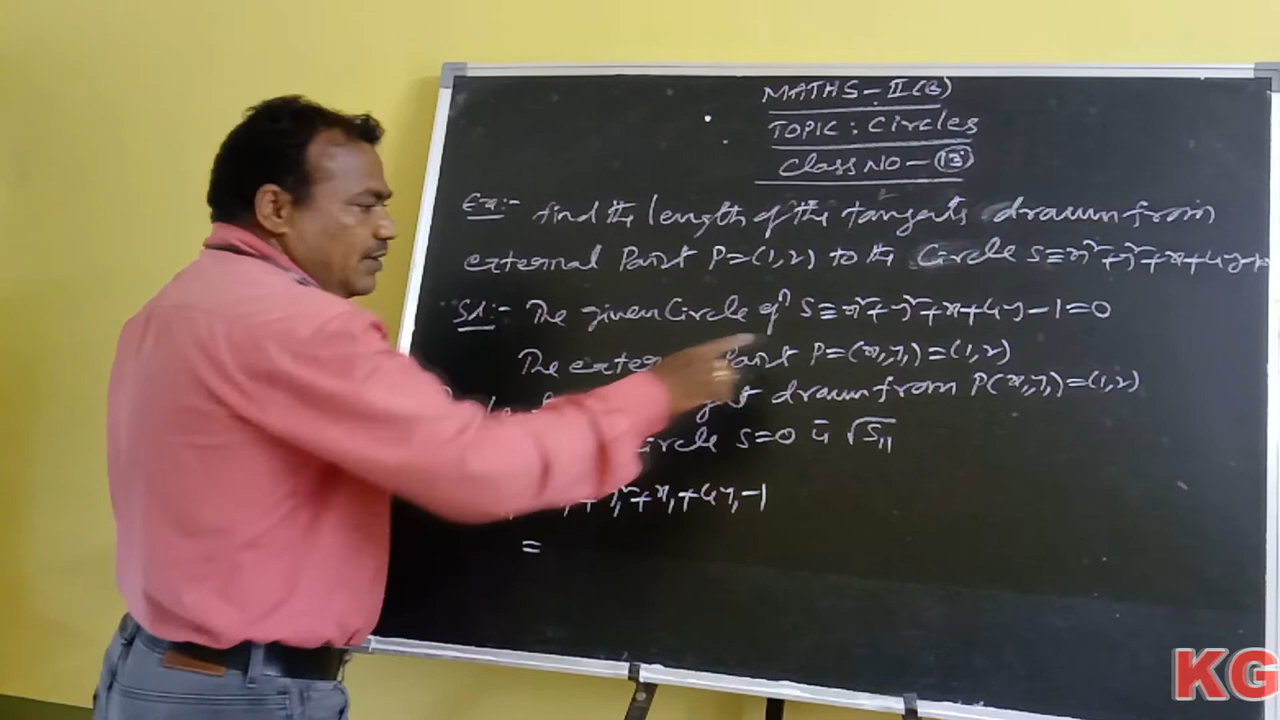 MATHS - II(B)
TOPIC : Circles
Class NO - 13
Ex:- find the length of the tangents drawn from
external Point P=(1,2) to the Circle S≡x²+y²+x+4y-
Sol:- The given Circle eqn S≡x²+y²+x+4y-1=0
The exter Point P=(x₁,y₁)=(1,2)
drawn from P(x₁,y₁)=(1,2)
circle S=0 is √S₁₁
+y₁²+x₁+4y₁-1
=
KG